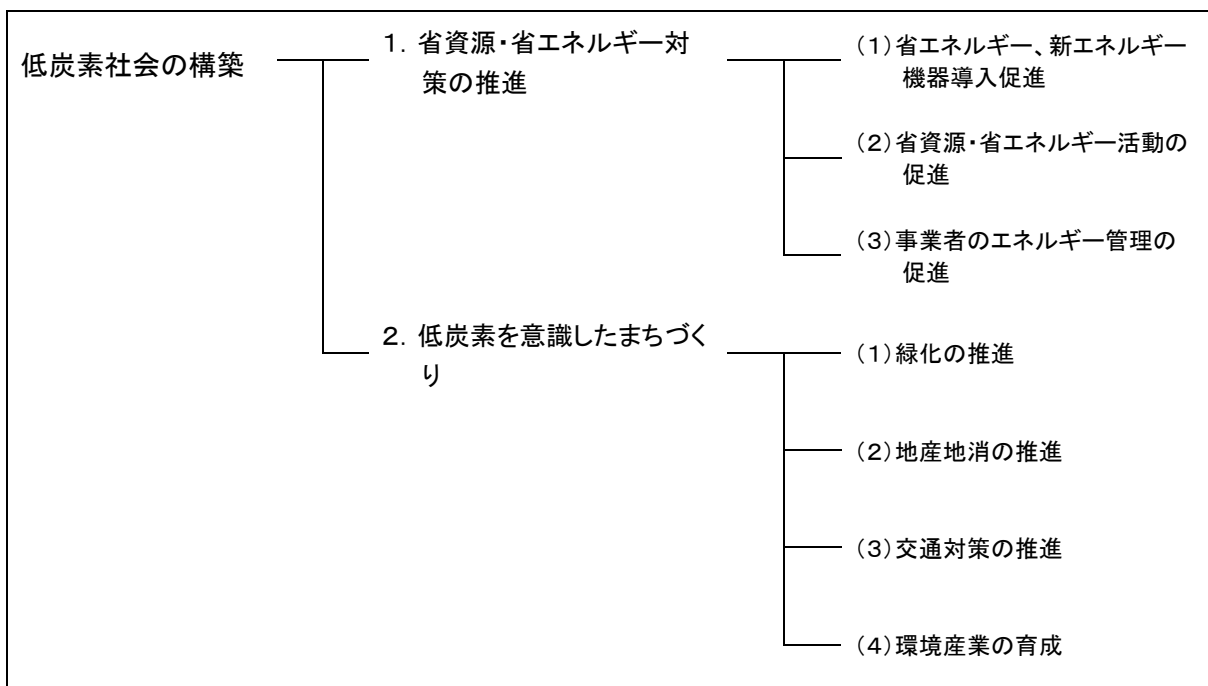 低炭素社会の構築
1．省資源・省エネルギー対
策の推進
（1）省エネルギー、新エネルギー
機器導入促進
（2）省資源・省エネルギー活動の
促進
（3）事業者のエネルギー管理の
促進
2．低炭素を意識したまちづく
り
（1）緑化の推進
（2）地産地消の推進
（3）交通対策の推進
（4）環境産業の育成